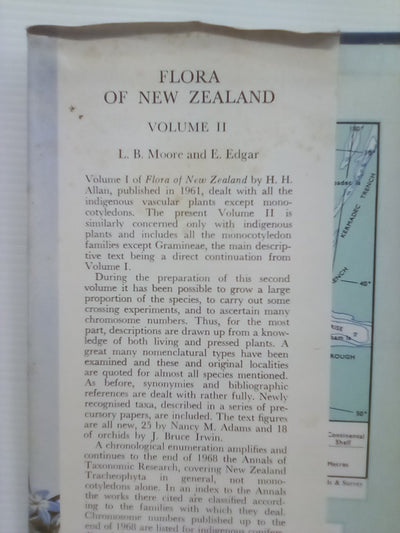 FLORA
OF NEW ZEALAND
VOLUME II
L. B. Moore and E. Edgar
Volume I of Flora of New Zealand by H. H.
Allan, published in 1961, dealt with all the
indigenous vascular plants except mono-
cotyledons. The present Volume II is
similarly concerned only with indigenous
plants and includes all the monocotyledon
families except Gramineae, the main descrip-
tive text being a direct continuation from
Volume I.
During the preparation of this second
volume it has been possible to grow a large
proportion of the species, to carry out some
crossing experiments, and to ascertain many
chromosome numbers. Thus, for the most
part, descriptions are drawn up from a know-
ledge of both living and pressed plants. A
great many nomenclatural types have been
examined and these and original localities
are quoted for almost all species mentioned.
As before, synonymies and bibliographic
references are dealt with rather fully. Newly
recognised taxa, described in a series of pre-
cursory papers, are included. The text figures
are all new, 25 by Nancy M. Adams and 18
of orchids by J. Bruce Irwin.
A chronological enumeration amplifies and
continues to the end of 1968 the Annals of
Taxonomic Research, covering New Zealand
Tracheophyta in general, not mono-
cotyledons alone. In an index to the Annals
the works there cited are classified accord-
ing to the families with which they deal.
Chromosome numbers published up to the
end of 1968 are listed for indigenous conifers,
180°
KERMADEC TRENCH
45°
50°
Continental
Shelf
Metres
& Survey